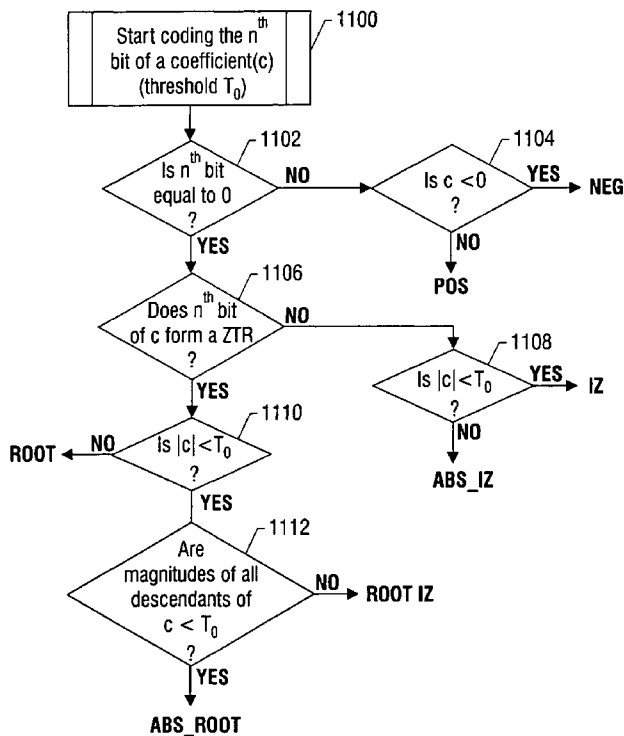 1100
Start coding the nth
bit of a coefficient(c)
(threshold T0)
1102
Is nth bit
equal to 0
?
NO
YES
1104
Is c <0
?
YES
NEG
NO
POS
1106
Does nth bit
of c form a ZTR
?
NO
YES
1108
Is |c|<T0
?
YES
IZ
NO
ABS_IZ
1110
Is |c|<T0
?
NO
ROOT
YES
1112
Are
magnitudes of all
descendants of
c < T0
?
NO
ROOT IZ
YES
ABS_ROOT